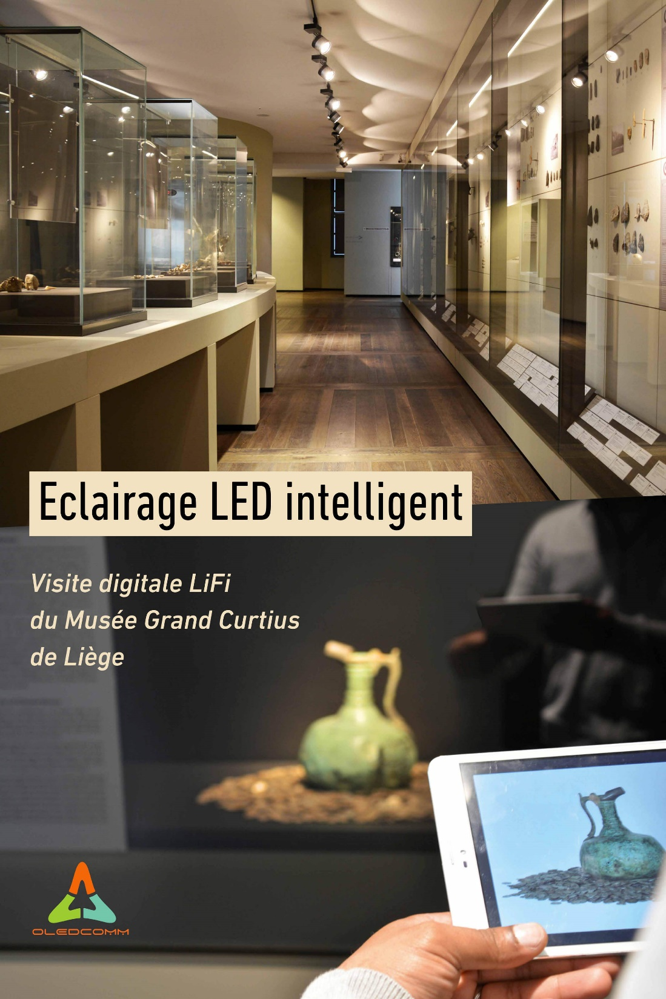 Eclairage LED intelligent
Visite digitale LiFi
du Musée Grand Curtius
de Liège
OLEDCOMM